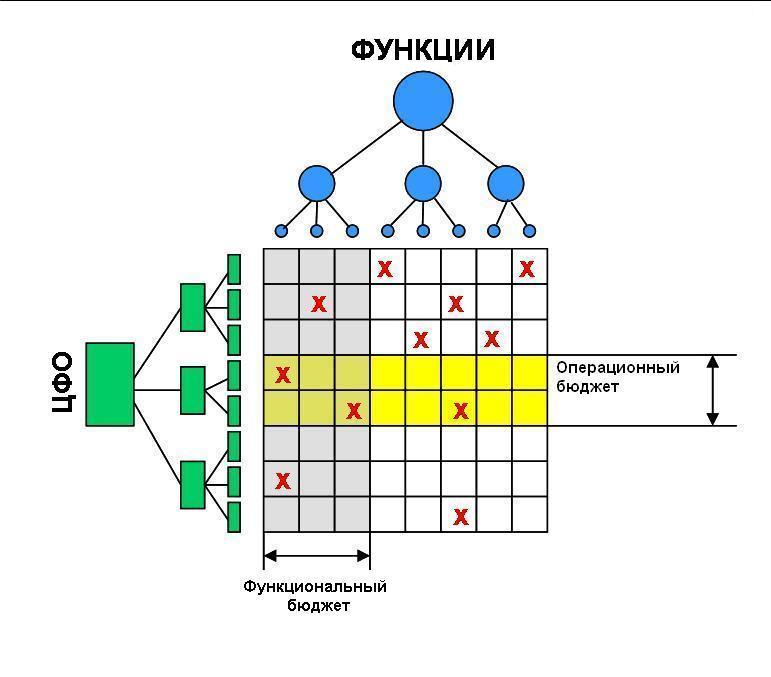 ФУНКЦИИ
ЦФО
X X
X X
X X
X
X X
X
X
Операционный
бюджет
Функциональный
бюджет